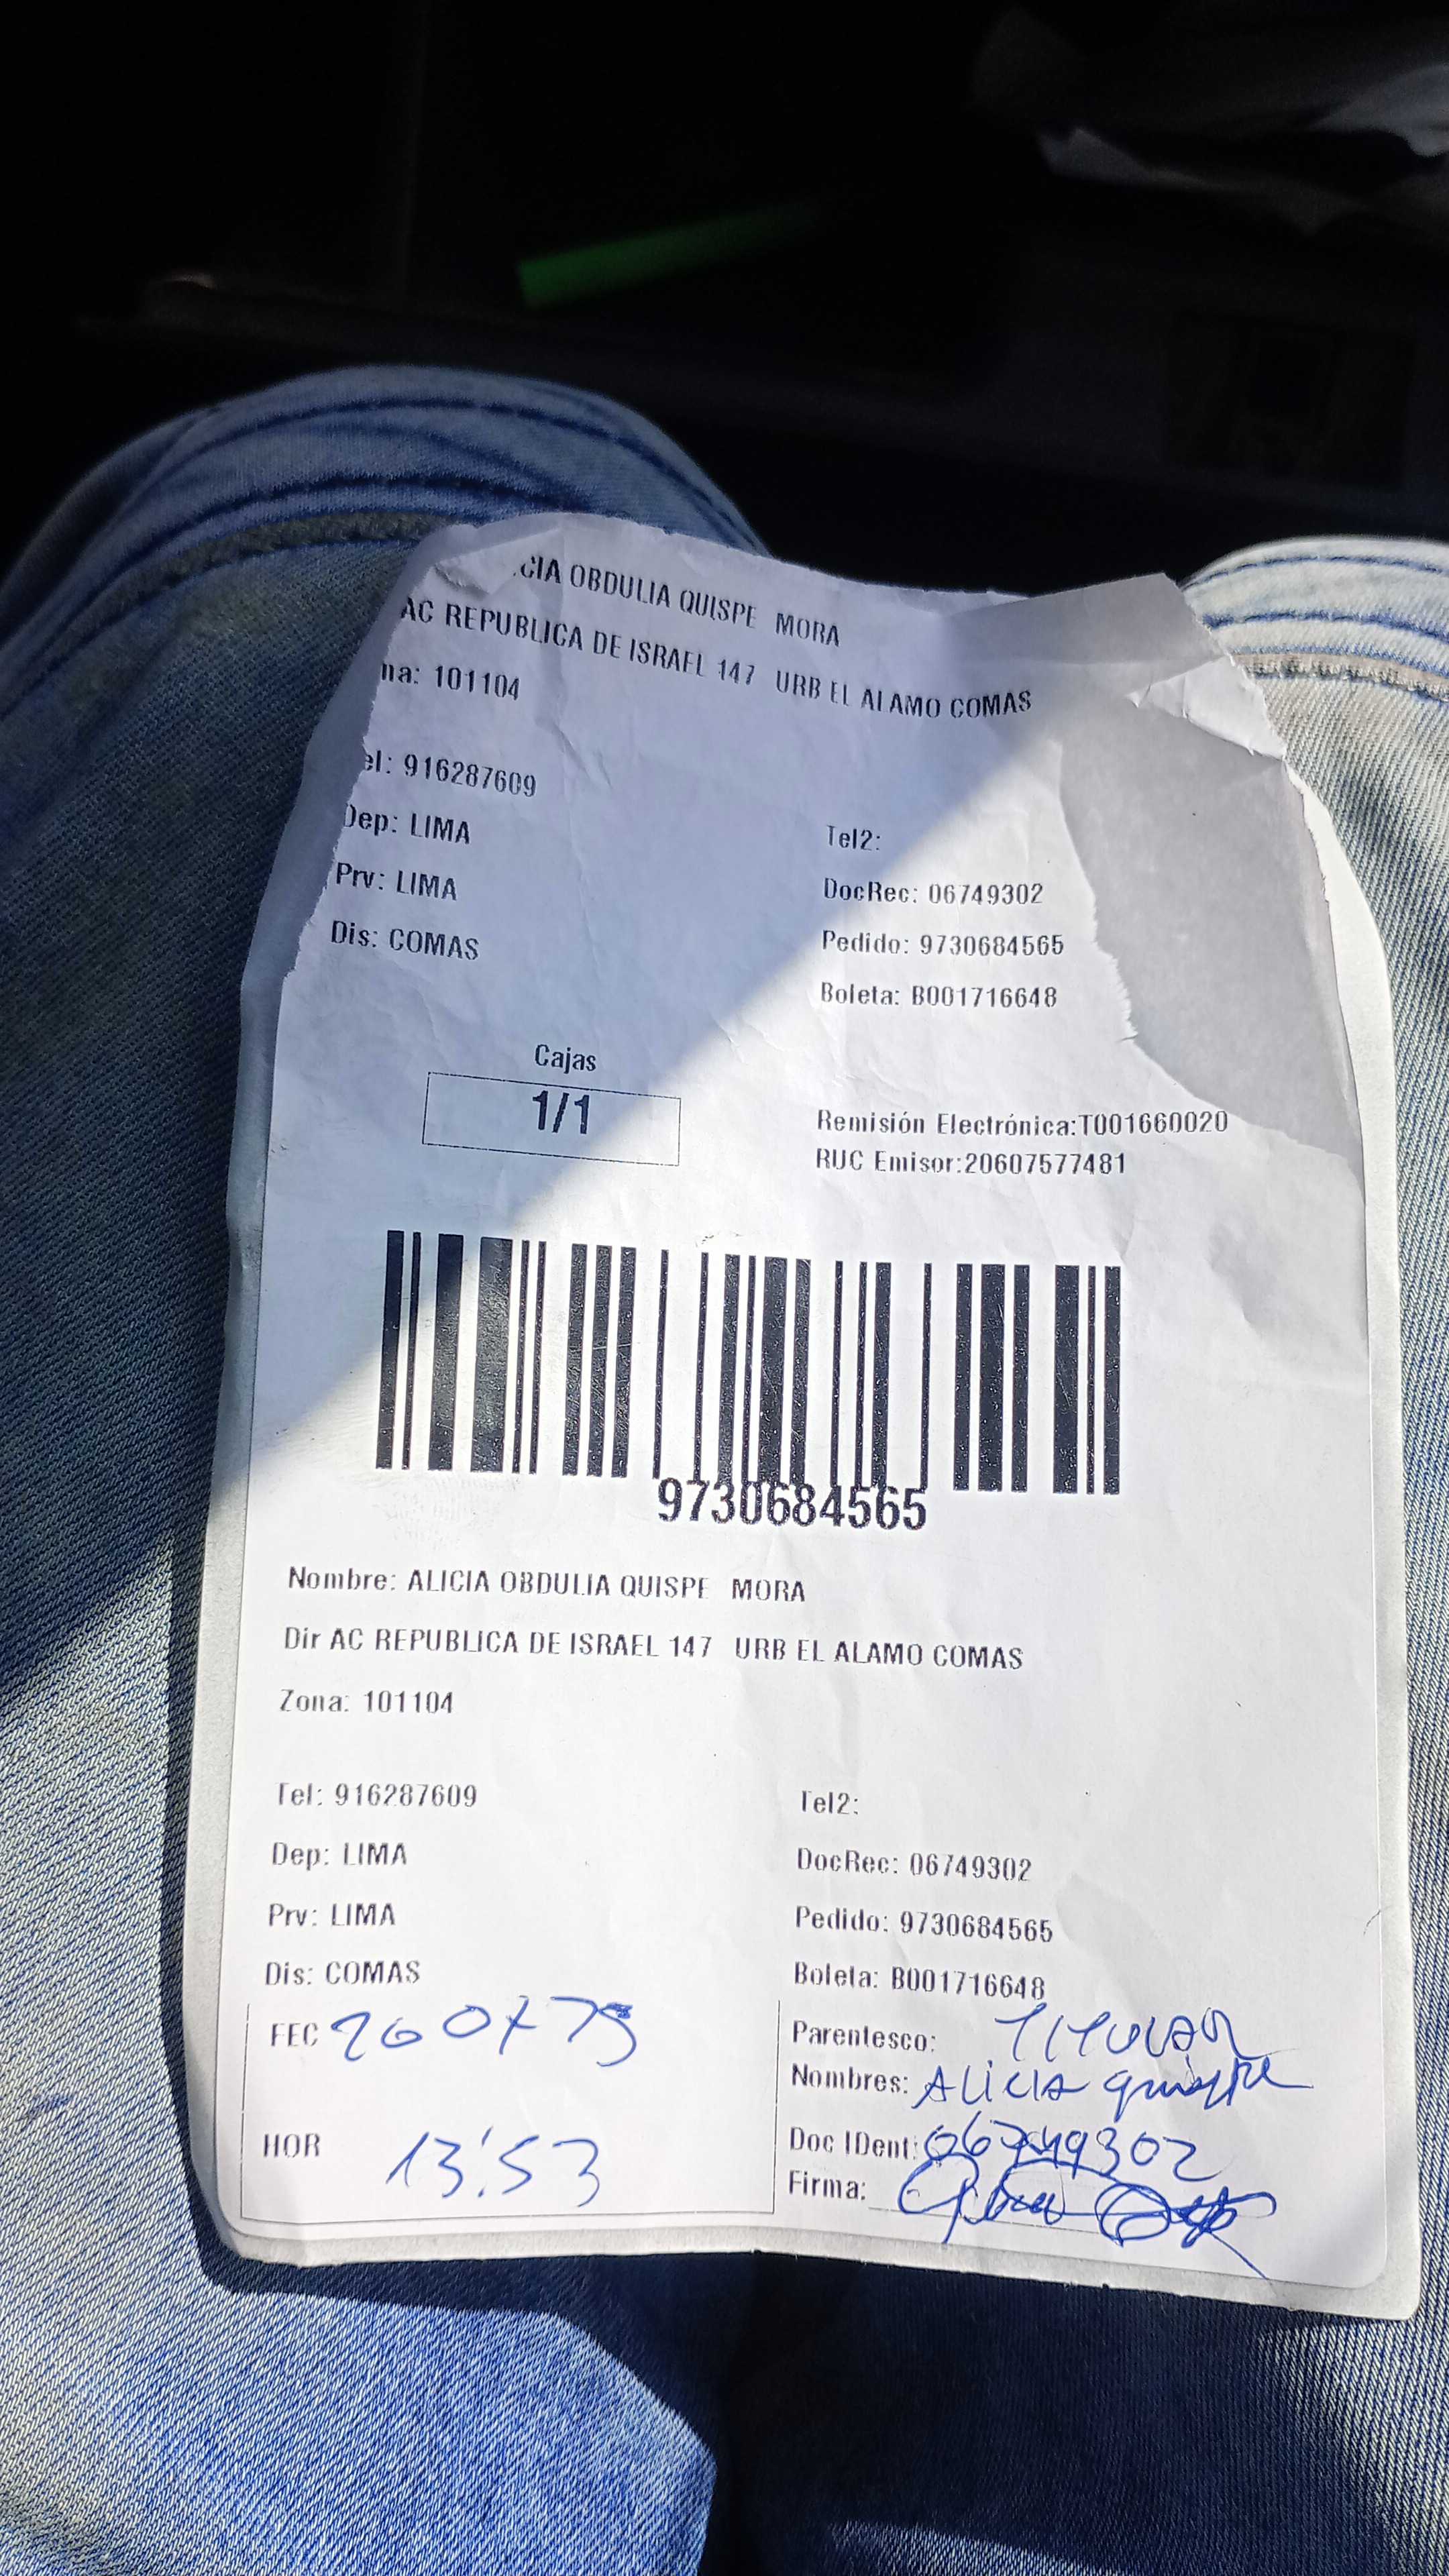 CIA OBDULIA QUISPE MORA
AC REPUBLICA DE ISRAEL 147 URB EL ALAMO COMAS
na: 101104
el: 916287609
Dep: LIMA Tel2:
Prv: LIMA DocRec: 06749302
Dis: COMAS Pedido: 9730684565
Boleta: B001716648
Cajas
1/1
Remisión Electrónica:T001660020
RUC Emisor:20607577481
9730684565
Nombre: ALICIA OBDULIA QUISPE MORA
Dir AC REPUBLICA DE ISRAEL 147 URB EL ALAMO COMAS
Zona: 101104
Tel: 916287609 Tel2:
Dep: LIMA DocRec: 06749302
Prv: LIMA Pedido: 9730684565
Dis: COMAS Boleta: B001716648
FEC
Parentesco: TITULAR
Nombres: ALicia quispe
HOR 13:53
Doc IDent: 06749302
Firma: